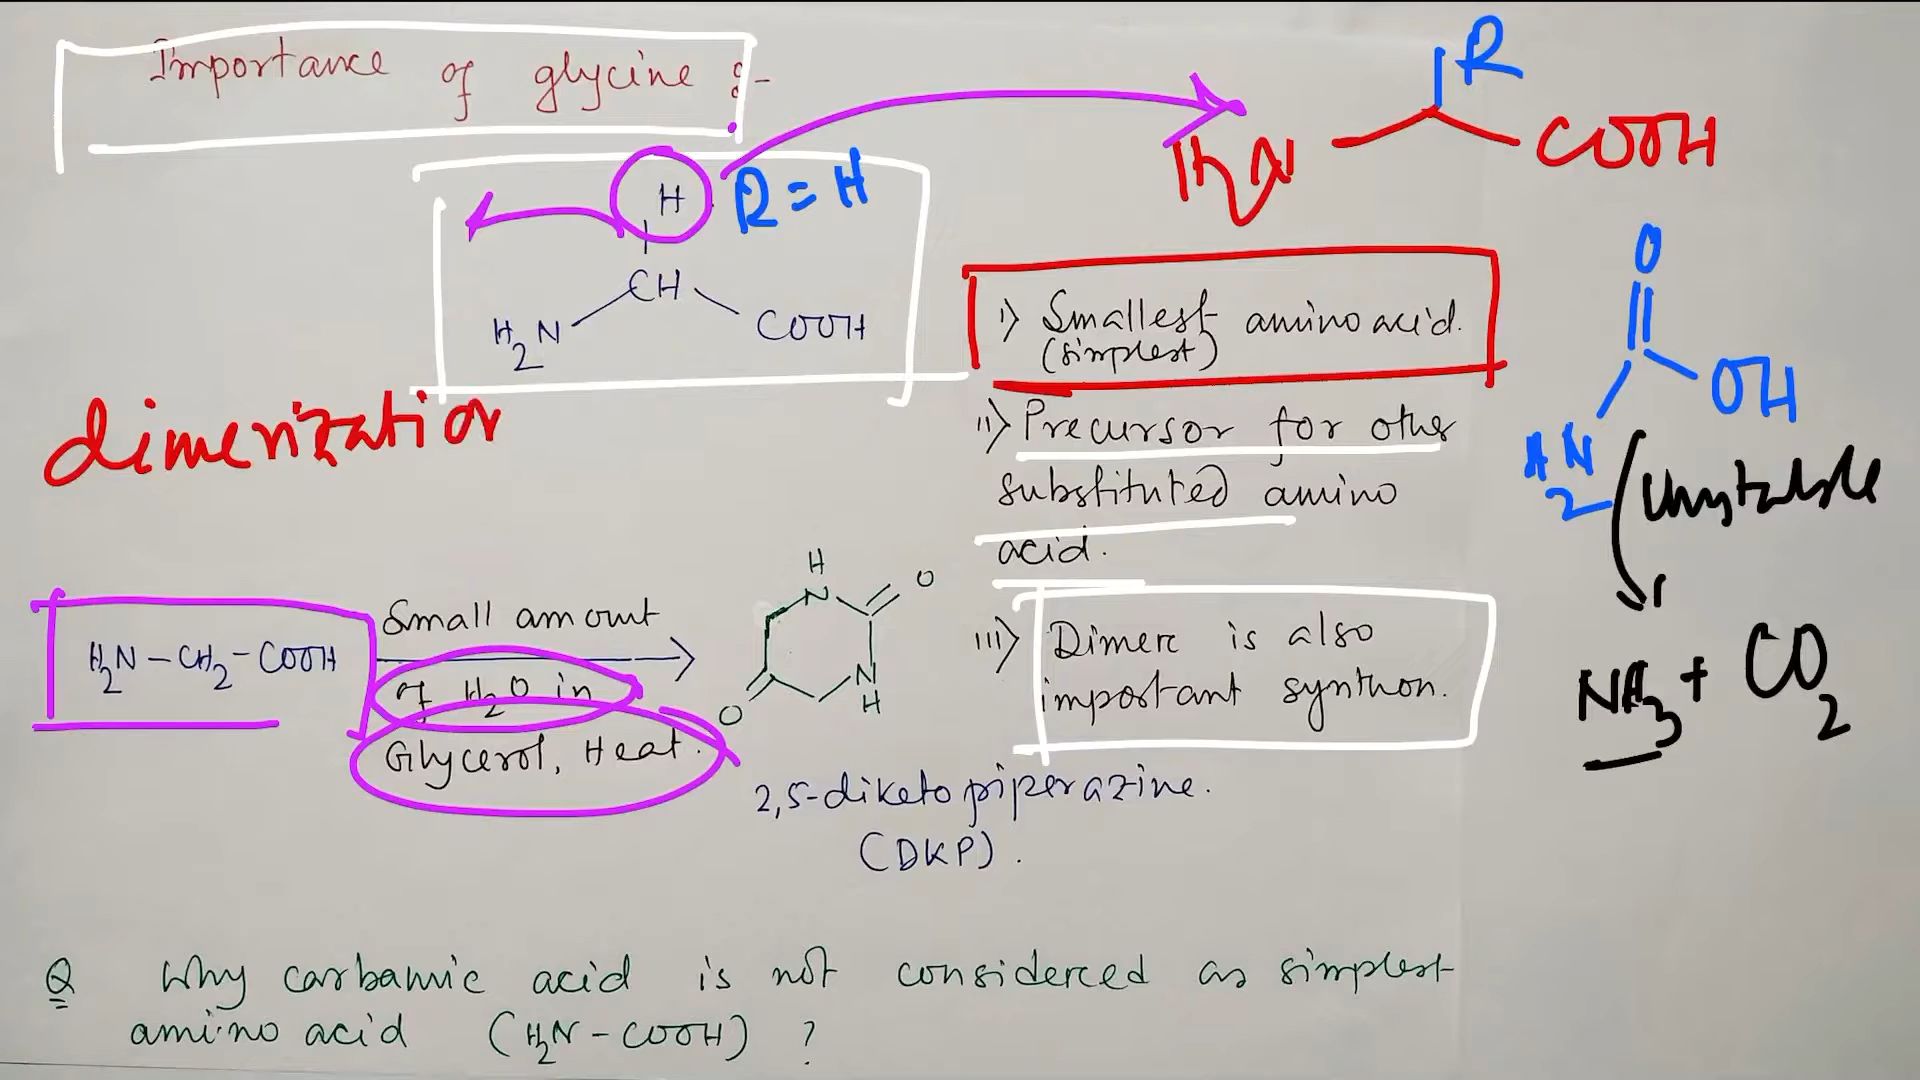 Importance of glycine :-
H
R = H
CH
H2N
COOH
R
H2N
COOH
i) Smallest amino acid.
(simplest)
ii) Precursor for other
substituted amino
acid.
iii) Dimer is also
important synthon.
O
OH
H2N
Unstable
NH3 + CO2
dimerization
H2N-CH2-COOH
Small amount
of H2O in
Glycerol, Heat.
H
N
O
N
H
O
2,5-diketopiperazine.
(DKP).
Q Why carbamic acid is not considered as simplest
amino acid (H2N-COOH) ?